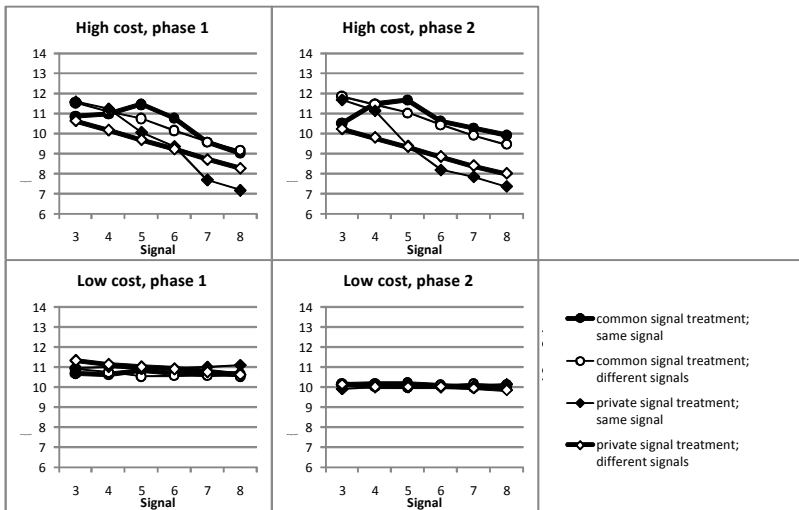 High cost, phase 1
14
13
12
11
10
9
8
7
6
3 4 5 6 7 8
Signal
High cost, phase 2
14
13
12
11
10
9
8
7
6
3 4 5 6 7 8
Signal
Low cost, phase 1
14
13
12
11
10
9
8
7
6
3 4 5 6 7 8
Signal
Low cost, phase 2
14
13
12
11
10
9
8
7
6
3 4 5 6 7 8
Signal
common signal treatment;
same signal
common signal treatment;
different signals
private signal treatment;
same signal
private signal treatment;
different signals